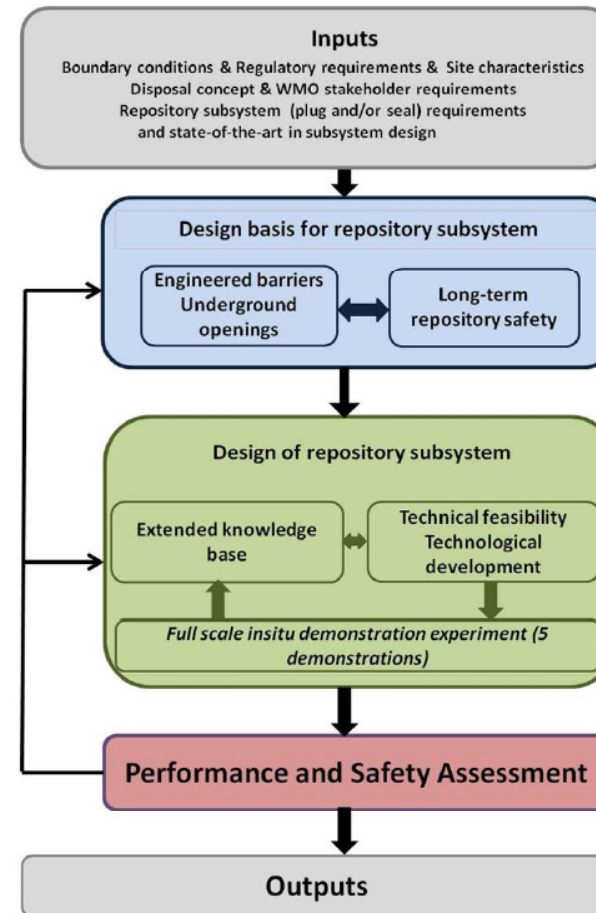 Inputs
Boundary conditions & Regulatory requirements & Site characteristics
Disposal concept & WMO stakeholder requirements
Repository subsystem (plug and/or seal) requirements
and state-of-the-art in subsystem design
Design basis for repository subsystem
Engineered barriers
Underground
openings
Long-term
repository safety
Design of repository subsystem
Extended knowledge
base
Technical feasibility
Technological
development
Full scale insitu demonstration experiment (5
demonstrations)
Performance and Safety Assessment
Outputs